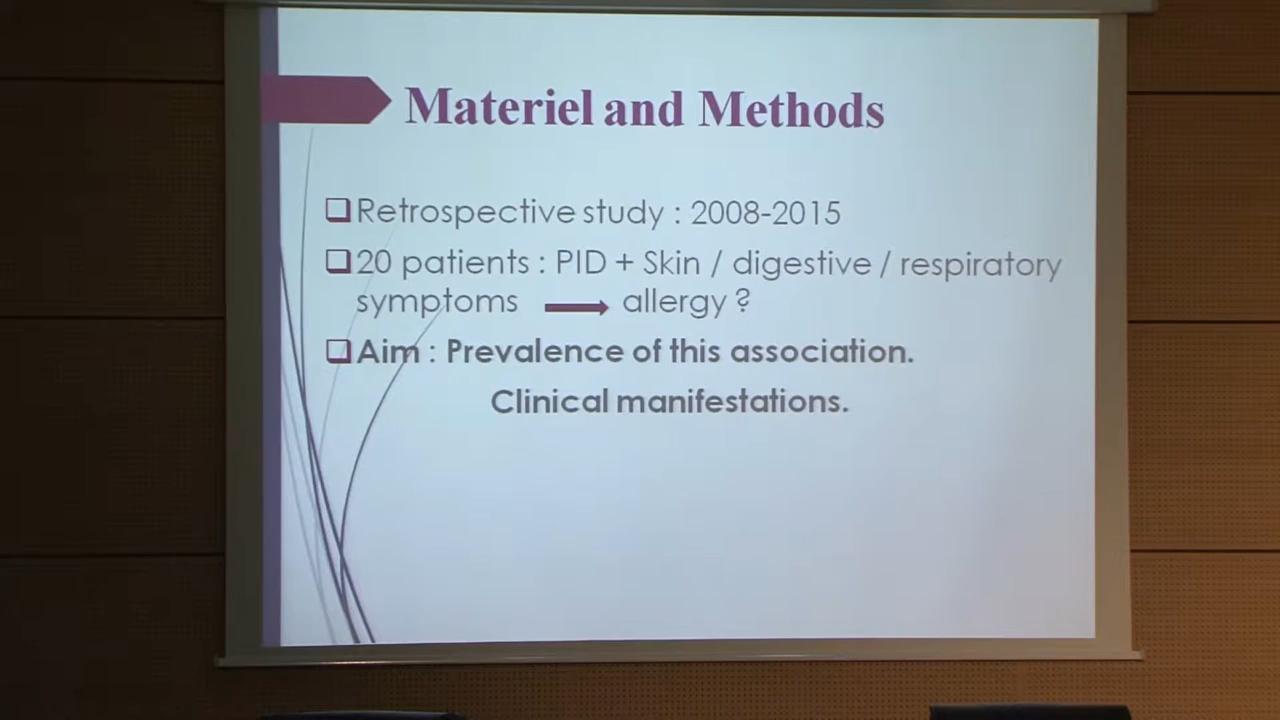 Materiel and Methods
❑Retrospective study : 2008-2015
❑20 patients : PID + Skin / digestive / respiratory
symptoms ➡ allergy ?
❑Aim : Prevalence of this association.
Clinical manifestations.